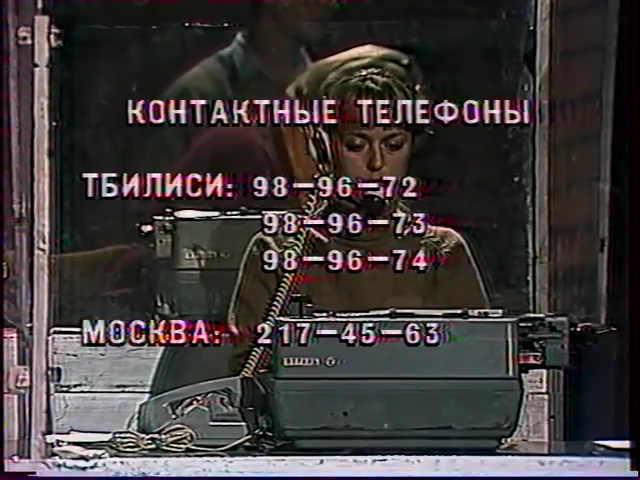 КОНТАКТНЫЕ ТЕЛЕФОНЫ
ТБИЛИСИ: 98-96-72
98-96-73
98-96-74
МОСКВА: 217-45-63